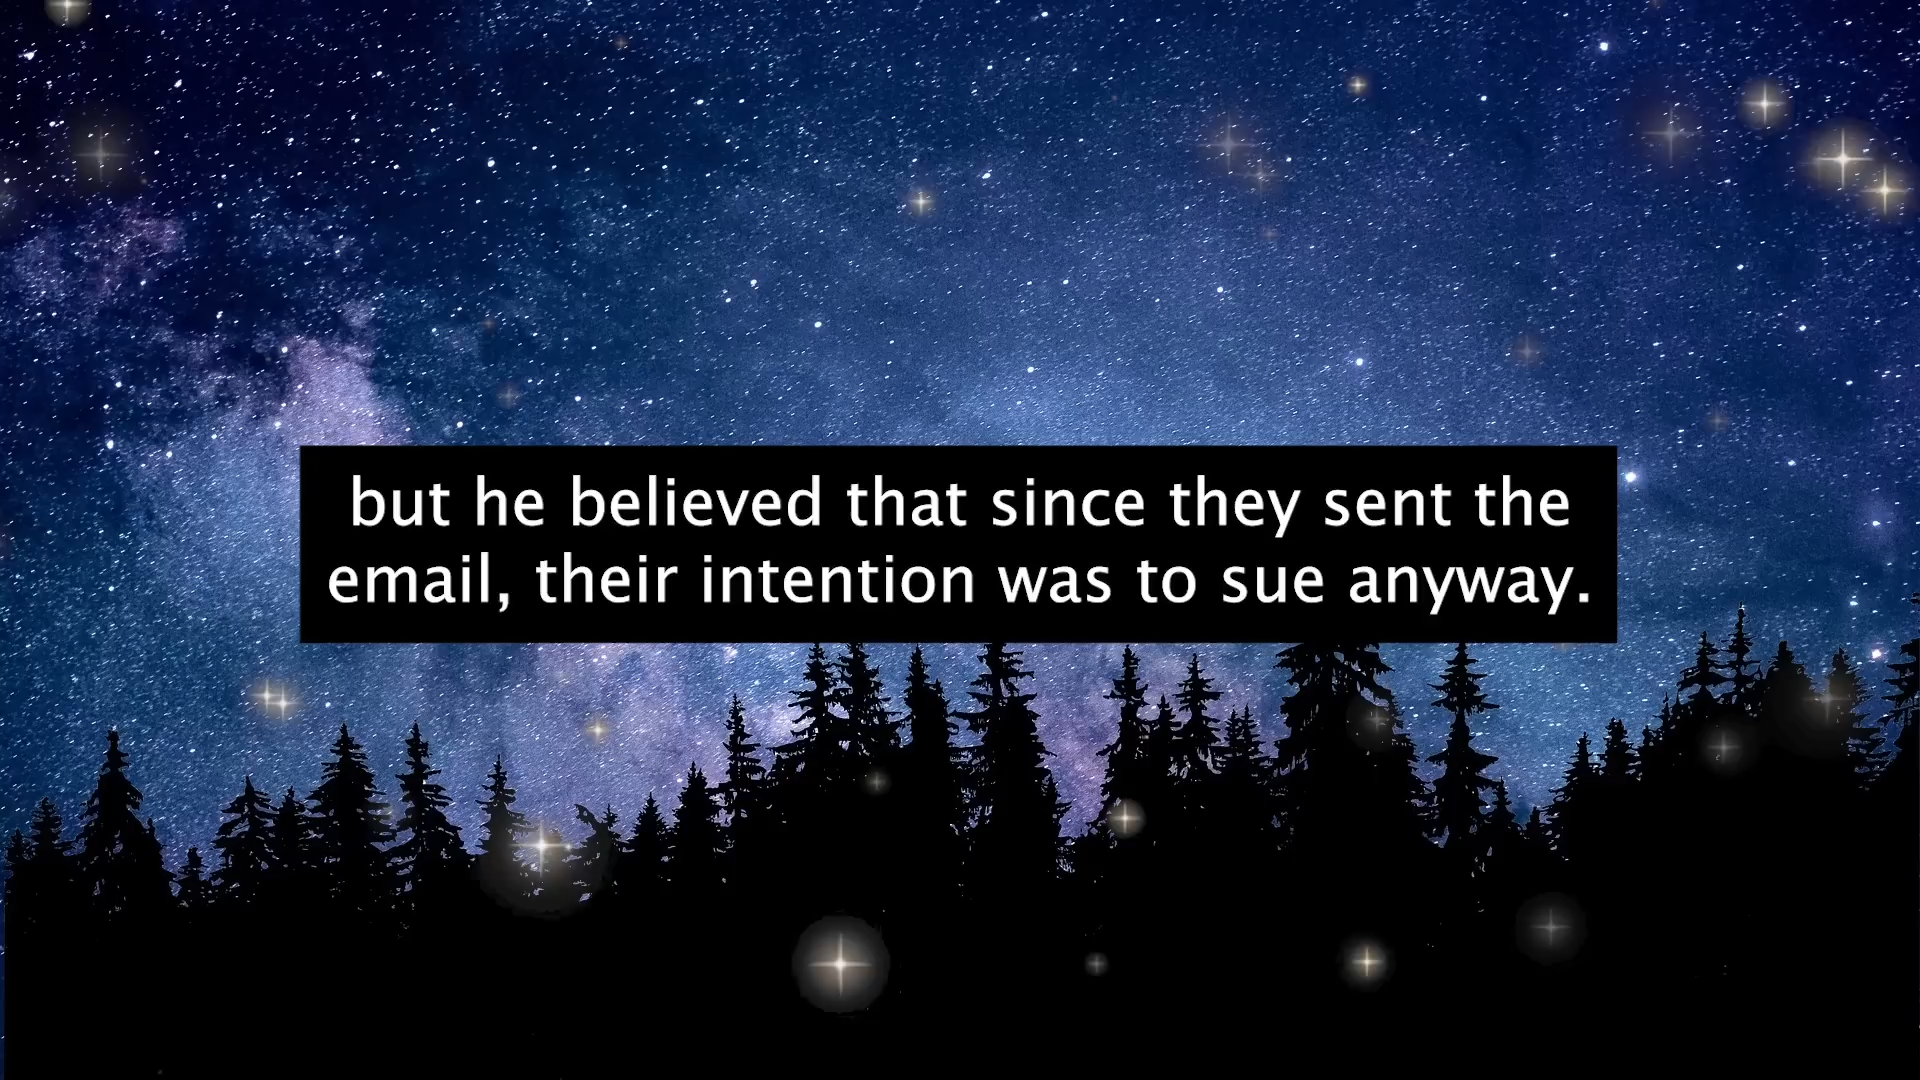 but he believed that since they sent the
email, their intention was to sue anyway.